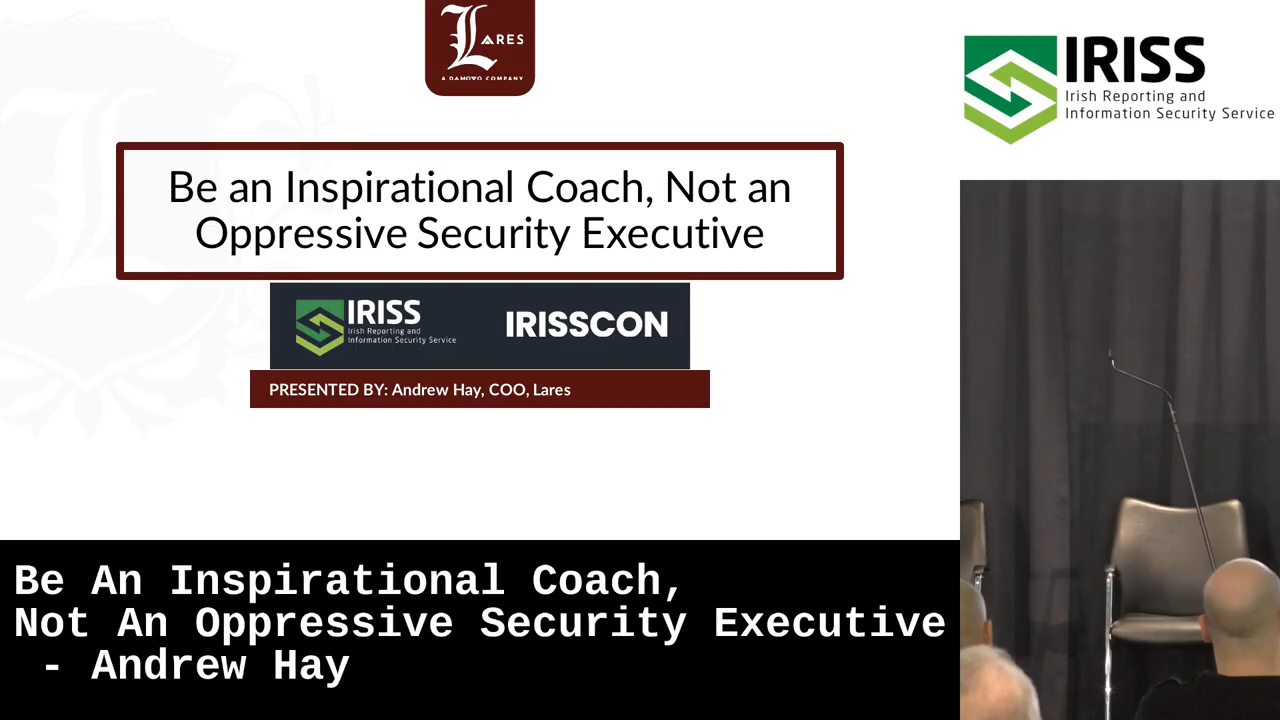 LARES
A DAMOVO COMPANY
IRISS
Irish Reporting and
Information Security Service
Be an Inspirational Coach, Not an
Oppressive Security Executive
IRISS
Irish Reporting and
Information Security Service
IRISSCON
PRESENTED BY: Andrew Hay, COO, Lares
Be An Inspirational Coach,
Not An Oppressive Security Executive
- Andrew Hay